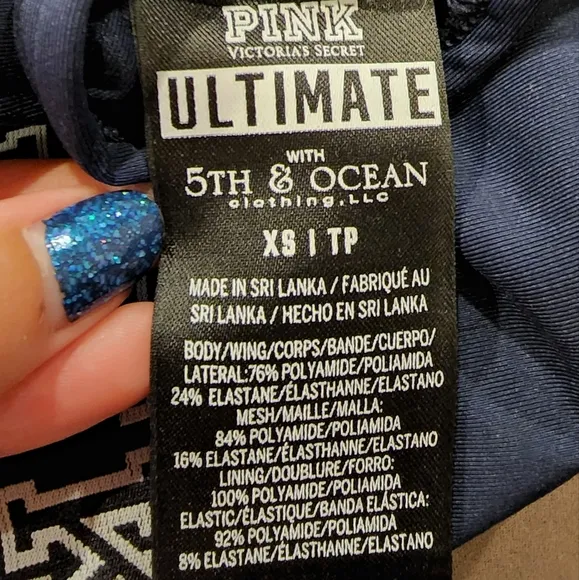 PINK
VICTORIA'S SECRET
ULTIMATE
WITH
5TH & OCEAN
clothing, LLC
XS | TP
MADE IN SRI LANKA / FABRIQUÉ AU
SRI LANKA / HECHO EN SRI LANKA
BODY/WING/CORPS/BANDE/CUERPO/
LATERAL:76% POLYAMIDE/POLIAMIDA
24% ELASTANE/ÉLASTHANNE/ELASTANO
MESH/MAILLE/MALLA:
84% POLYAMIDE/POLIAMIDA
16% ELASTANE/ÉLASTHANNE/ELASTANO
LINING/DOUBLURE/FORRO:
100% POLYAMIDE/POLIAMIDA
ELASTIC/ÉLASTIQUE/BANDA ELÁSTICA:
92% POLYAMIDE/POLIAMIDA
8% ELASTANE/ÉLASTHANNE/ELASTANO